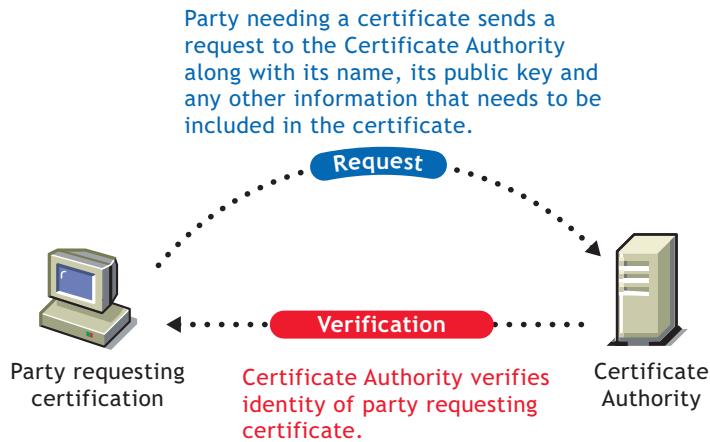 Party needing a certificate sends a
request to the Certificate Authority
along with its name, its public key and
any other information that needs to be
included in the certificate.
Request
Verification
Party requesting
certification
Certificate Authority verifies
identity of party requesting
certificate.
Certificate
Authority